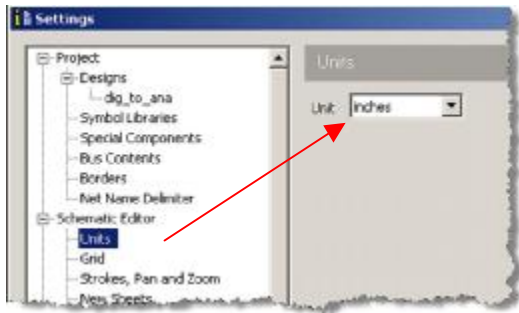 Settings
Project
Designs
dig_to_ana
Symbol Libraries
Special Components
Bus Contents
Borders
Net Name Delimiter
Schematic Editor
Units
Grid
Strokes, Pan and Zoom
New Sheets
Units
Unit inches